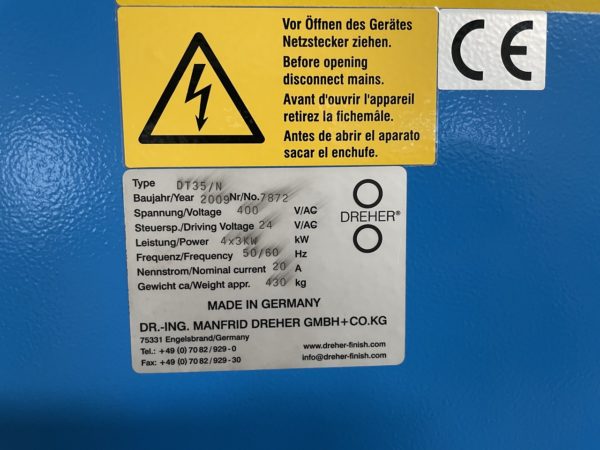 Vor Öffnen des Gerätes
Netzstecker ziehen.
Before opening
disconnect mains.
Avant d'ouvrir l'appareil
retirez la fichemâle.
Antes de abrir el aparato
sacar el enchufe.
CE
Type DT35/N
Baujahr/Year 2009 Nr/No. 7872
Spannung/Voltage 400 V/AC
Steuersp./Driving Voltage 24 V/AC
Leistung/Power 4x3KW kW
Frequenz/Frequency 50/60 Hz
Nennstrom/Nominal current 20 A
Gewicht ca/Weight appr. 430 kg
DREHER®
MADE IN GERMANY
DR.-ING. MANFRID DREHER GMBH+CO.KG
75331 Engelsbrand/Germany
Tel.: +49 (0) 70 82/929-0 www.dreher-finish.com
Fax: +49 (0) 70 82/929-30 info@dreher-finish.com